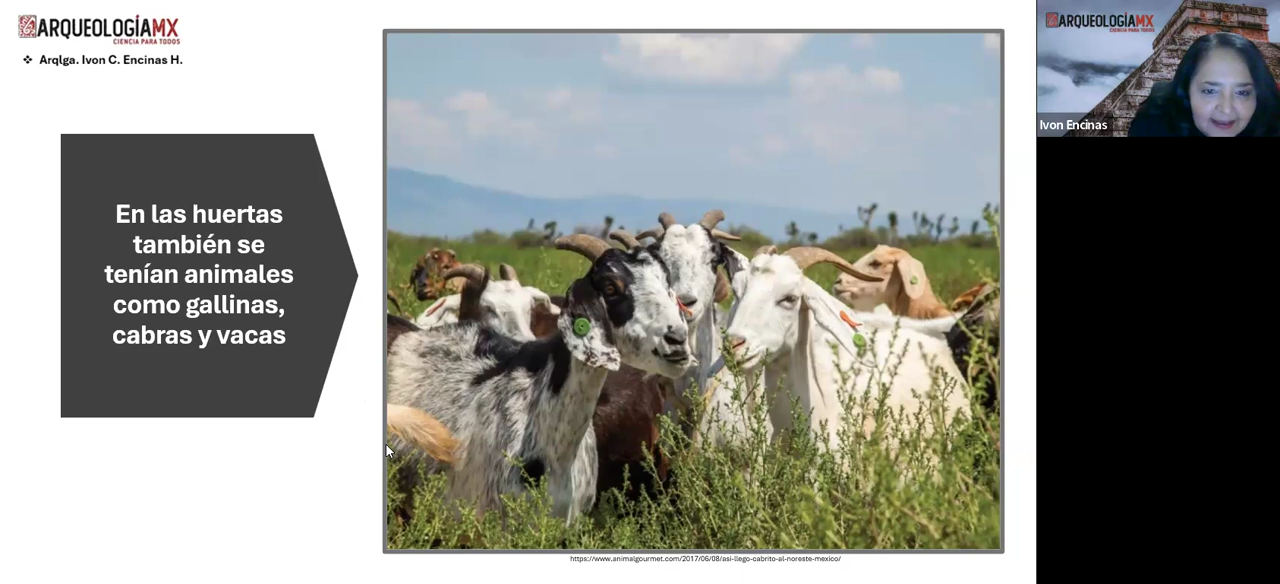 ARQUEOLOGÍAMX
CIENCIA PARA TODOS
❖ Arqlga. Ivon C. Encinas H.
En las huertas
también se
tenían animales
como gallinas,
cabras y vacas
https://www.animalgourmet.com/2017/06/08/asi-llego-cabrito-al-noreste-mexico/
ARQUEOLOGÍAMX
CIENCIA PARA TODOS
Ivon Encinas